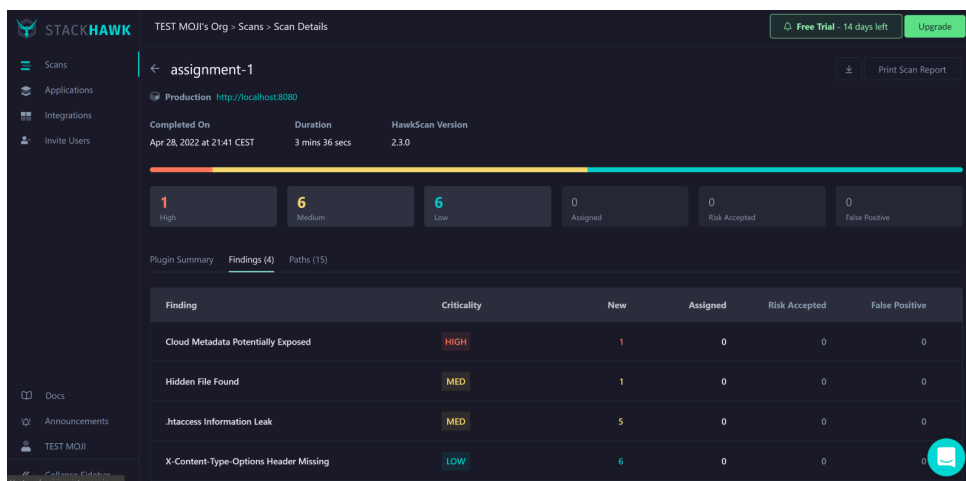 STACKHAWK
TEST MOJI's Org > Scans > Scan Details
Free Trial - 14 days left
Upgrade
Scans
Applications
Integrations
Invite Users
← assignment-1
Print Scan Report
Production http://localhost:8080
Completed On Duration HawkScan Version
Apr 28, 2022 at 21:41 CEST 3 mins 36 secs 2.3.0
1 6 6 0 0 0
High Medium Low Assigned Risk Accepted False Positive
Plugin Summary Findings (4) Paths (15)
Finding Criticality New Assigned Risk Accepted False Positive
Cloud Metadata Potentially Exposed HIGH 1 0 0 0
Hidden File Found MED 1 0 0 0
.htaccess Information Leak MED 5 0 0 0
X-Content-Type-Options Header Missing LOW 6 0 0 0
Docs
Announcements
TEST MOJI
Collapse Sidebar